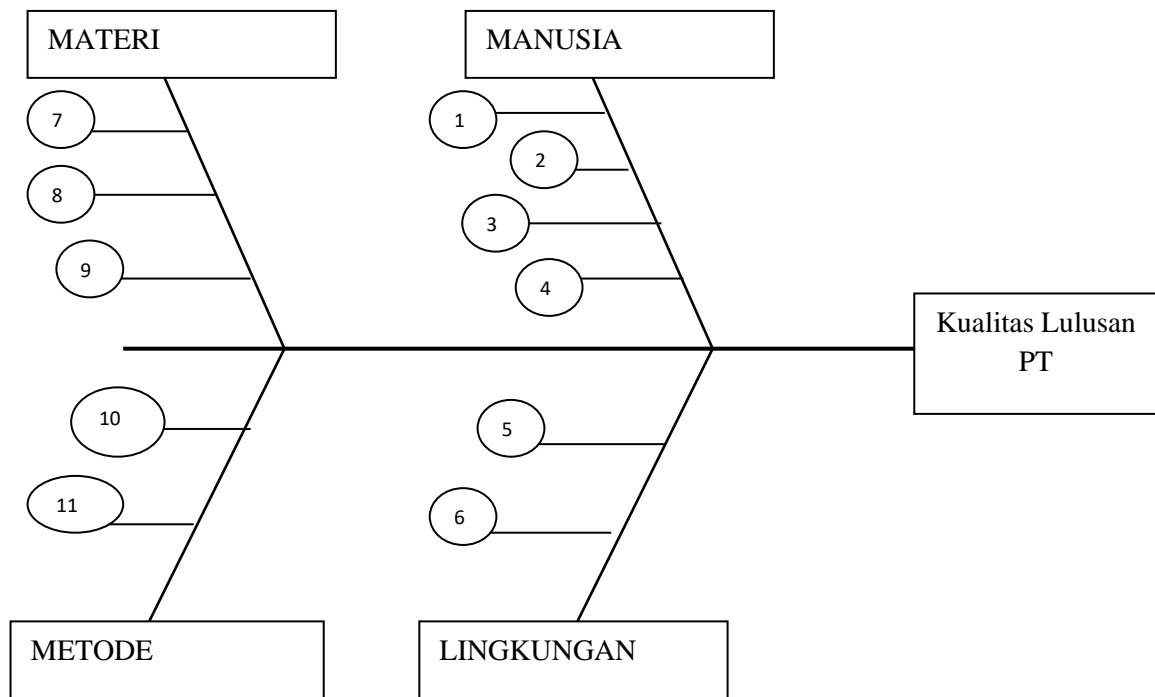 MATERI
MANUSIA
7
1
2
8
3
9
4
Kualitas Lulusan
PT
10
5
11
6
METODE
LINGKUNGAN